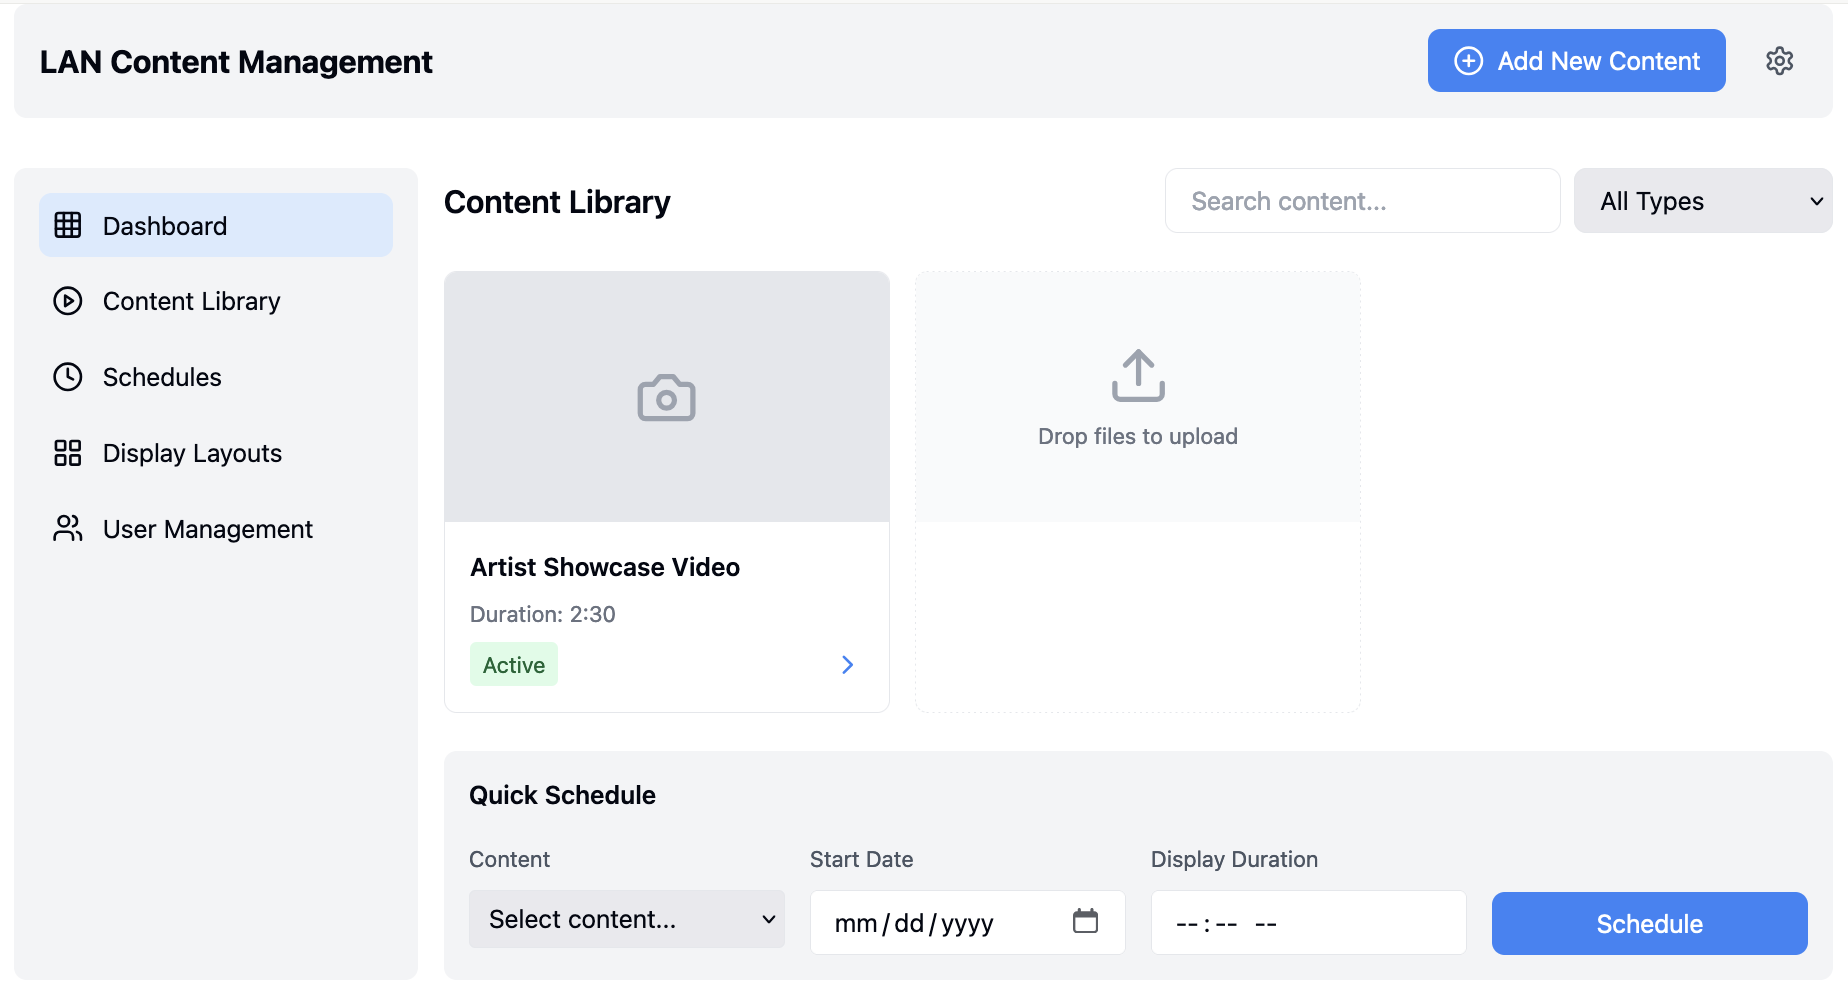 LAN Content Management
Add New Content
Dashboard
Content Library
Schedules
Display Layouts
User Management
Content Library
Search content...
All Types
Artist Showcase Video
Duration: 2:30
Active
Drop files to upload
Quick Schedule
Content
Select content...
Start Date
mm/dd/yyyy
Display Duration
--:-- --
Schedule